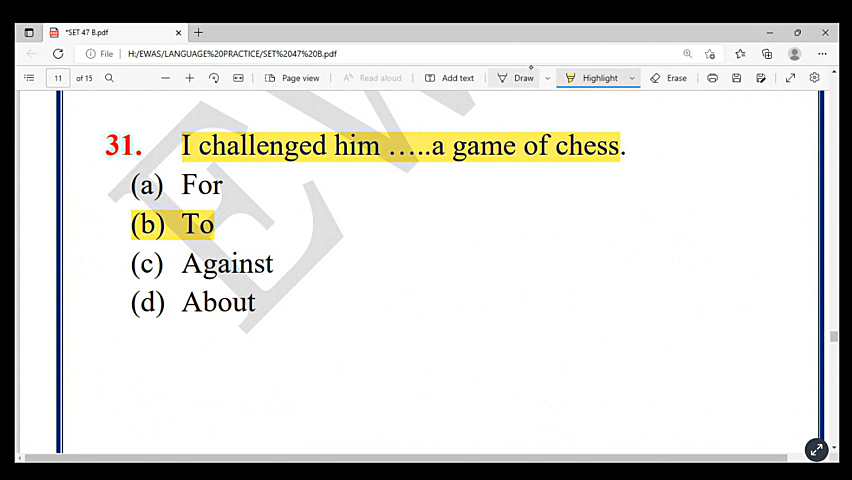 *SET 47 B.pdf
File H:/EWAS/LANGUAGE%20PRACTICE/SET%2047%20B.pdf
11 of 15 Page view Read aloud Add text Draw Highlight Erase
31. I challenged him …..a game of chess.
(a) For
(b) To
(c) Against
(d) About